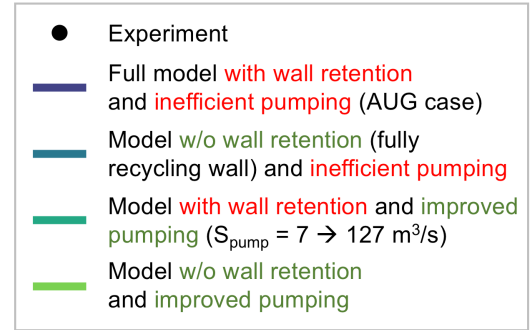 Experiment
Full model with wall retention
and inefficient pumping (AUG case)
Model w/o wall retention (fully
recycling wall) and inefficient pumping
Model with wall retention and improved
pumping (Spump = 7 → 127 m³/s)
Model w/o wall retention
and improved pumping